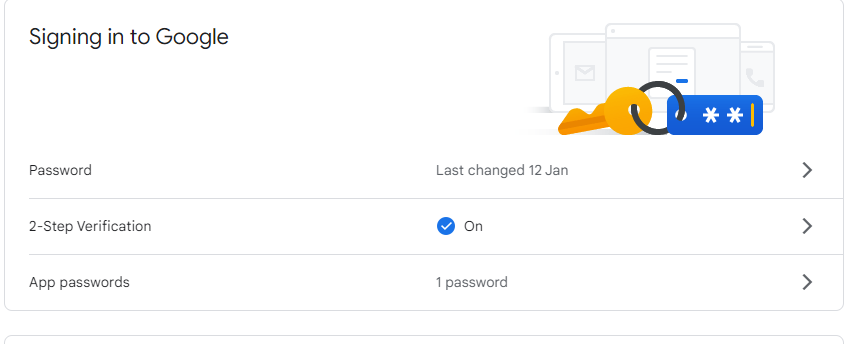 Signing in to Google
**
Password
Last changed 12 Jan
2-Step Verification
On
App passwords
1 password